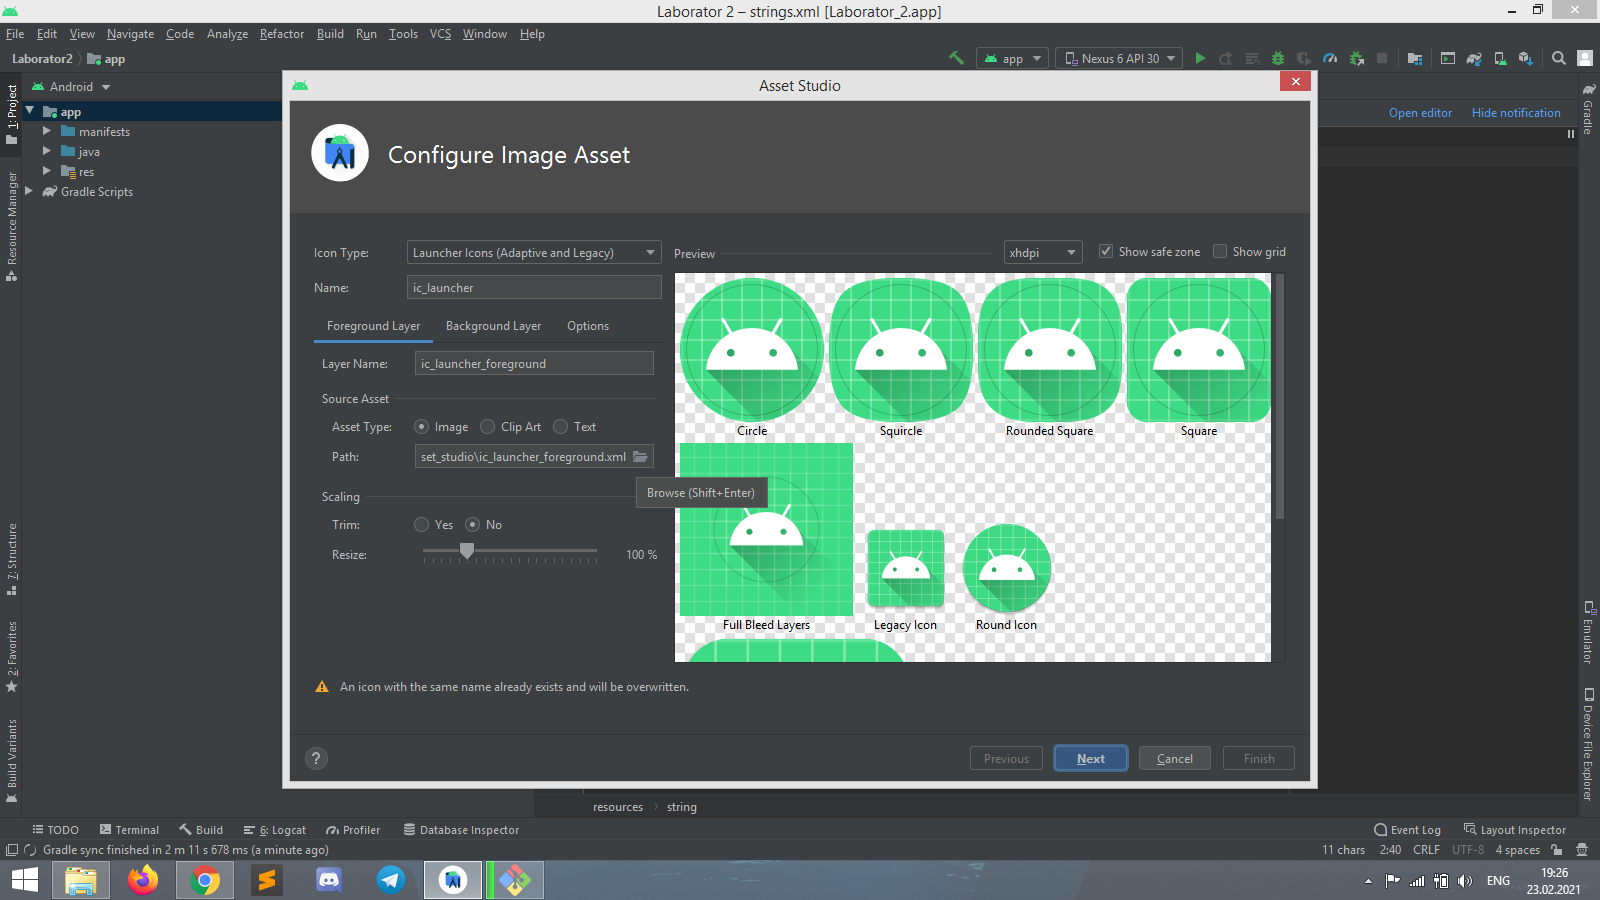 Laborator 2 – strings.xml [Laborator_2.app]
File Edit View Navigate Code Analyze Refactor Build Run Tools VCS Window Help
Laborator2 app
app Nexus 6 API 30
Android
Asset Studio
1: Project
app
manifests
java
res
Gradle Scripts
Resource Manager
7: Structure
2: Favorites
Build Variants
Open editor Hide notification
Gradle
Emulator
Device File Explorer
Configure Image Asset
Icon Type: Launcher Icons (Adaptive and Legacy)
Name: ic_launcher
Foreground Layer Background Layer Options
Layer Name: ic_launcher_foreground
Source Asset
Asset Type: Image Clip Art Text
Path: set_studio\ic_launcher_foreground.xml
Browse (Shift+Enter)
Scaling
Trim: Yes No
Resize: 100 %
Preview xhdpi Show safe zone Show grid
Circle Squircle Rounded Square Square
Full Bleed Layers Legacy Icon Round Icon
An icon with the same name already exists and will be overwritten.
? Previous Next Cancel Finish
resources string
TODO Terminal Build 6: Logcat Profiler Database Inspector Event Log Layout Inspector
Gradle sync finished in 2 m 11 s 678 ms (a minute ago) 11 chars 2:40 CRLF UTF-8 4 spaces
ENG 19:26
23.02.2021